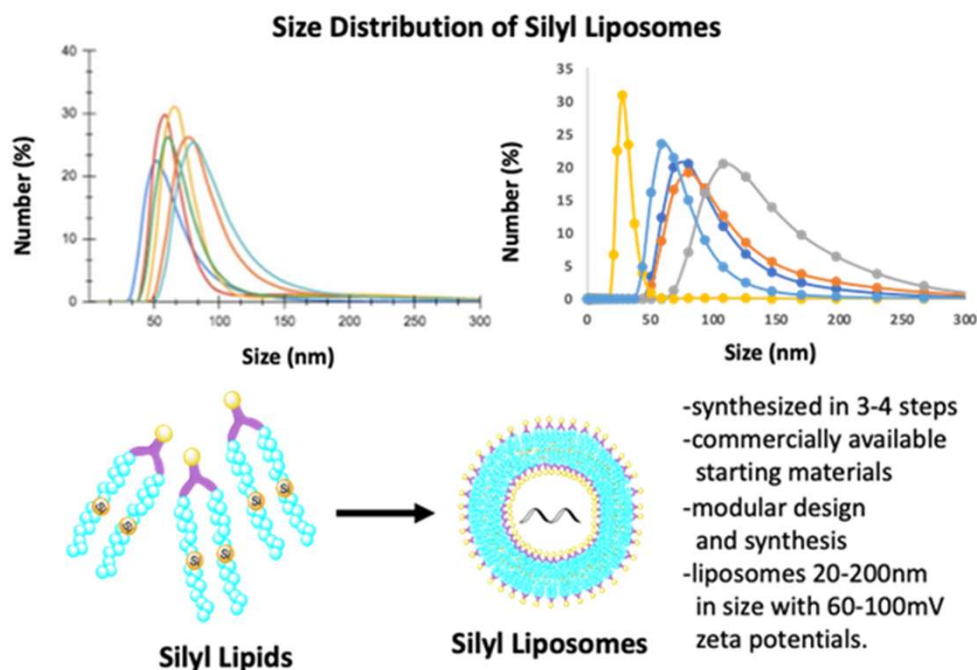 Size Distribution of Silyl Liposomes
40
30
20
10
0
Number (%)
50
100
150
200
250
300
Size (nm)
35
30
25
20
15
10
5
0
Number (%)
0
50
100
150
200
250
300
Size (nm)
Si
Si
Si
Si
Si
Si
Silyl Lipids
Silyl Liposomes
-synthesized in 3-4 steps
-commercially available
starting materials
-modular design
and synthesis
-liposomes 20-200nm
in size with 60-100mV
zeta potentials.